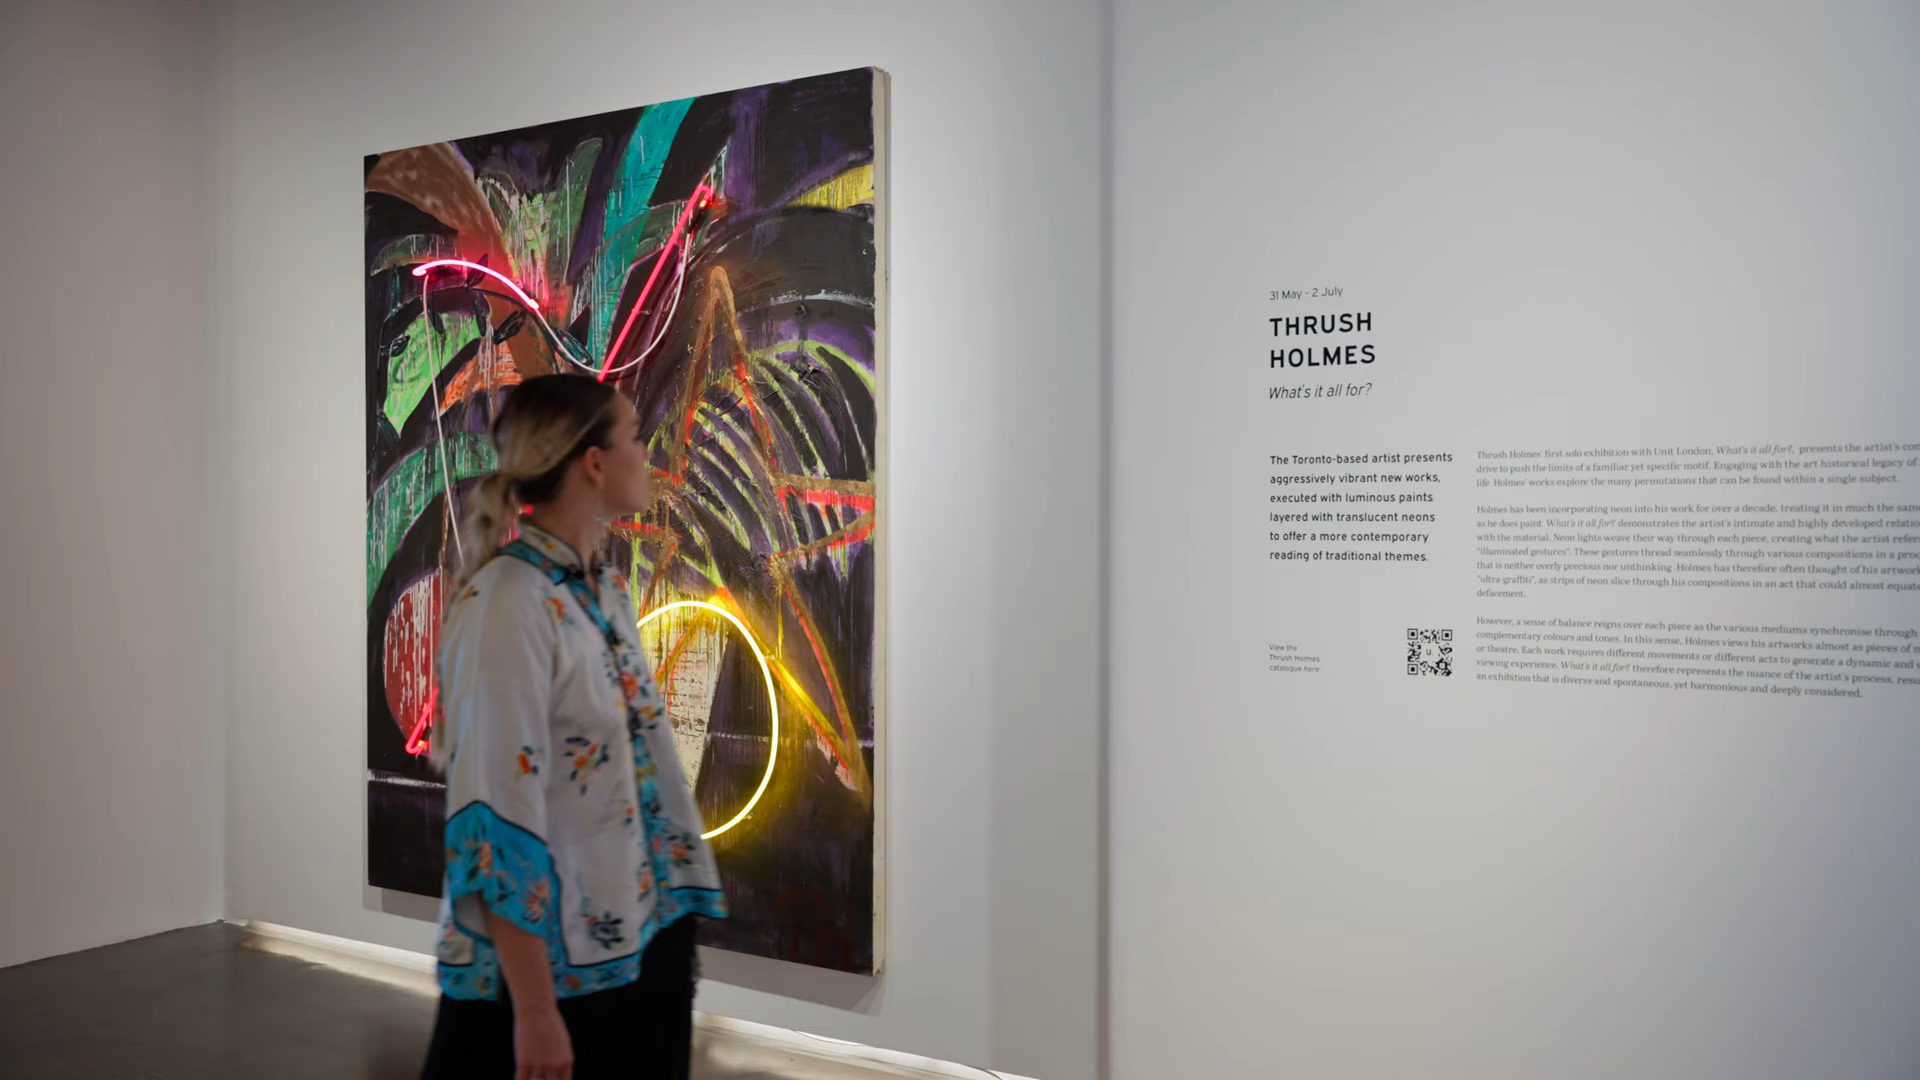 31 May - 2 July
THRUSH
HOLMES
What's it all for?
The Toronto-based artist presents
aggressively vibrant new works,
executed with luminous paints
layered with translucent neons
to offer a more contemporary
reading of traditional themes.
View the
Thrush Holmes
catalogue here
Thrush Holmes' first solo exhibition with Unit London, What's it all for?, presents the artist's con
drive to push the limits of a familiar yet specific motif. Engaging with the art historical legacy of
life Holmes' works explore the many permutations that can be found within a single subject.
Holmes has been incorporating neon into his work for over a decade, treating it in much the same
as he does paint What's it all for? demonstrates the artist's intimate and highly developed relatio
with the material. Neon lights weave their way through each piece, creating what the artist refer
"illuminated gestures". These gestures thread seamlessly through various compositions in a proc
that is neither overly precious nor unthinking .Holmes has therefore often thought of his artwork
"ultra-graffiti", as strips of neon slice through his compositions in an act that could almost equate
defacement.
However, a sense of balance reigns over each piece as the various mediums synchronise through
complementary colours and tones. In this sense, Holmes views his artworks almost as pieces of m
or theatre. Each work requires different movements or different acts to generate a dynamic and v
viewing experience. What's it all for? therefore represents the nuance of the artist's process, resu
an exhibition that is diverse and spontaneous, yet harmonious and deeply considered.